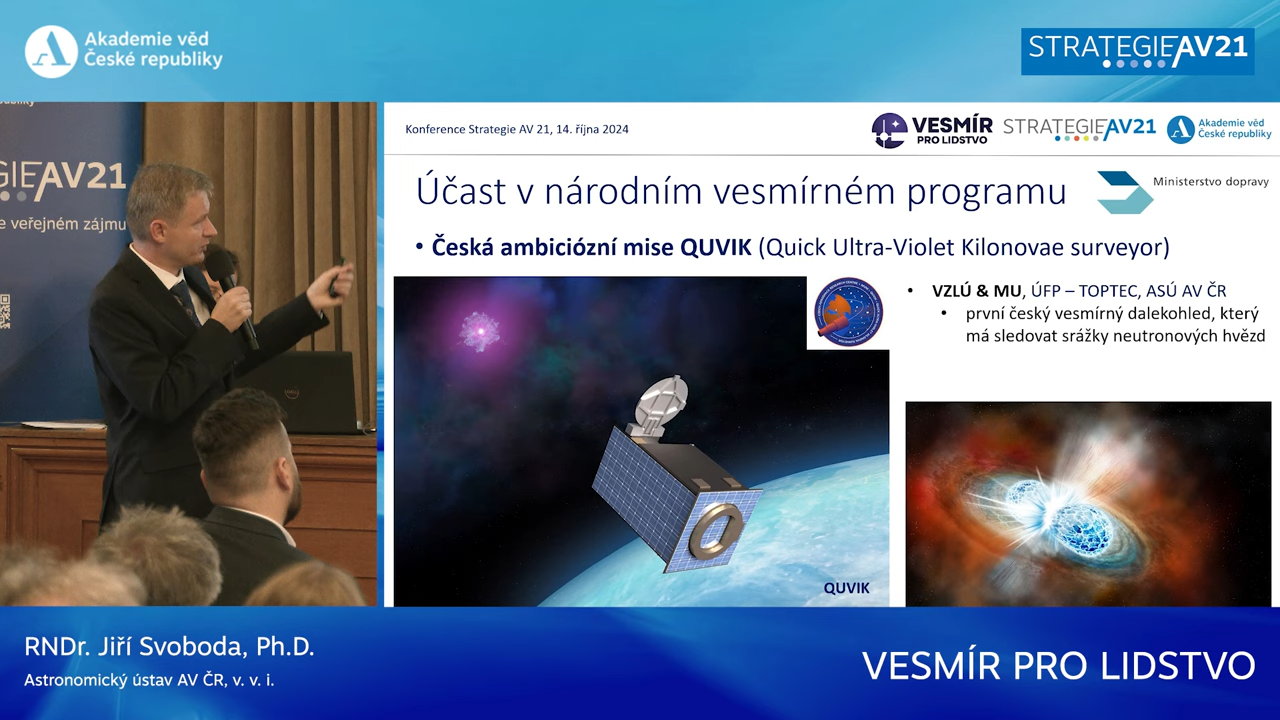 Akademie věd
České republiky
STRATEGIE AV21
GIE AV21
e veřejném zájmu
Konference Strategie AV 21, 14. října 2024
VESMÍR
PRO LIDSTVO
STRATEGIE AV21
Akademie věd
České republiky
Účast v národním vesmírném programu
Ministerstvo dopravy
• Česká ambiciózní mise QUVIK (Quick Ultra-Violet Kilonovae surveyor)
• VZLÚ & MU, ÚFP – TOPTEC, ASÚ AV ČR
• první český vesmírný dalekohled, který
má sledovat srážky neutronových hvězd
QUVIK
RNDr. Jiří Svoboda, Ph.D.
Astronomický ústav AV ČR, v. v. i.
VESMÍR PRO LIDSTVO